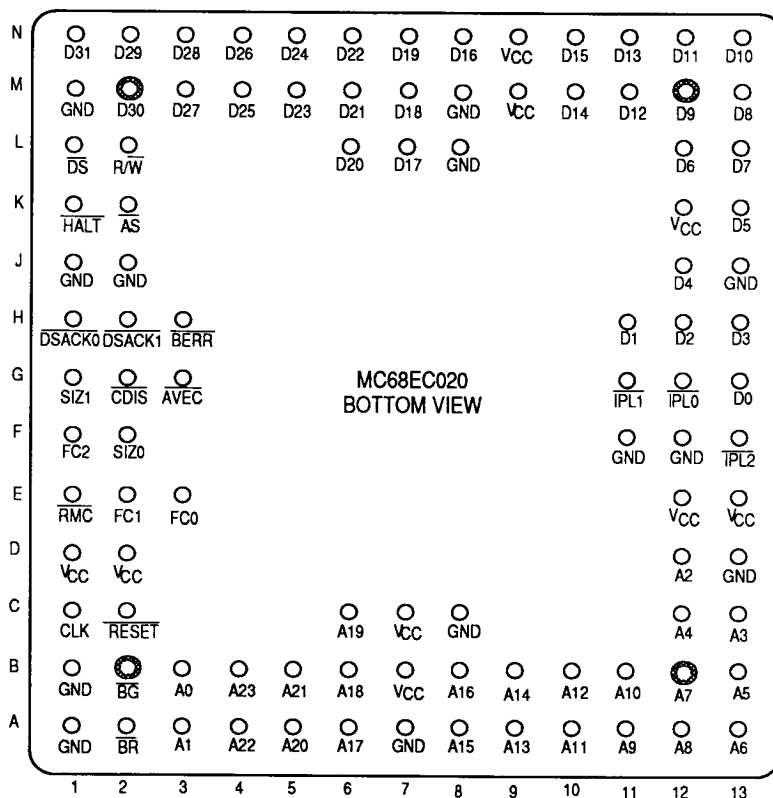 N
D31 D29 D28 D26 D24 D22 D19 D16 VCC D15 D13 D11 D10
M
GND D30 D27 D25 D23 D21 D18 GND VCC D14 D12 D9 D8
L
DS R/W D20 D17 GND D6 D7
K
HALT AS VCC D5
J
GND GND D4 GND
H
DSACK0 DSACK1 BERR D1 D2 D3
G
MC68EC020
SIZ1 CDIS AVEC IPL1 IPL0 D0
BOTTOM VIEW
F
FC2 SIZ0 GND GND IPL2
E
RMC FC1 FC0 VCC VCC
D
VCC VCC A2 GND
C
CLK RESET A19 VCC GND A4 A3
B
GND BG A0 A23 A21 A18 VCC A16 A14 A12 A10 A7 A5
A
GND BR A1 A22 A20 A17 GND A15 A13 A11 A9 A8 A6
1 2 3 4 5 6 7 8 9 10 11 12 13